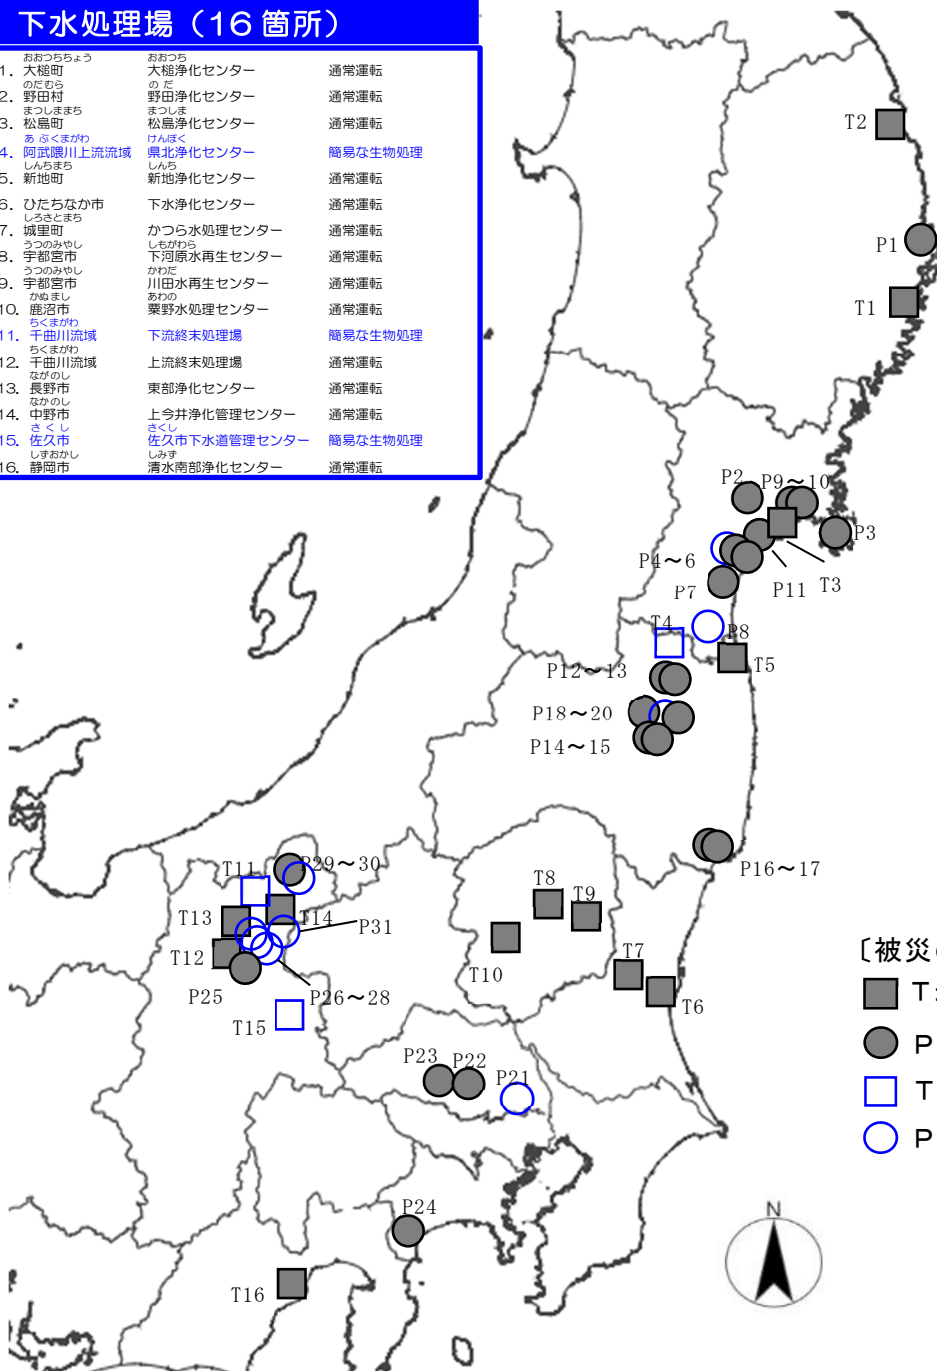 下水処理場（16箇所）
おおつちちょう おおつち
1. 大槌町 大槌浄化センター 通常運転
のだむら のだ
2. 野田村 野田浄化センター 通常運転
まつしままち まつしま
3. 松島町 松島浄化センター 通常運転
あぶくまがわ けんぽく
4. 阿武隈川上流流域 県北浄化センター 簡易な生物処理
しんちまち しんち
5. 新地町 新地浄化センター 通常運転
6. ひたちなか市 下水浄化センター 通常運転
しろさとまち
7. 城里町 かつら水処理センター 通常運転
うつのみやし しもがわら
8. 宇都宮市 下河原水再生センター 通常運転
うつのみやし かわだ
9. 宇都宮市 川田水再生センター 通常運転
かぬまし あわの
10. 鹿沼市 粟野水処理センター 通常運転
ちくまがわ
11. 千曲川流域 下流終末処理場 簡易な生物処理
ちくまがわ
12. 千曲川流域 上流終末処理場 通常運転
ながのし
13. 長野市 東部浄化センター 通常運転
なかのし
14. 中野市 上今井浄化管理センター 通常運転
さくし さくし
15. 佐久市 佐久市下水道管理センター 簡易な生物処理
しずおかし しみず
16. 静岡市 清水南部浄化センター 通常運転
T2
P1
T1
P2 P9～10
P3
P4～6
P11 T3
P7
T4 P8
T5
P12～13
P18～20
P14～15
P16～17
T11 P29～30
T8
T9
T13 T14 P31
T12 T10 T7
P25 P26～28
T6
T15
P23 P22 P21
P24
T16
〔被災
T
P
T
P
N